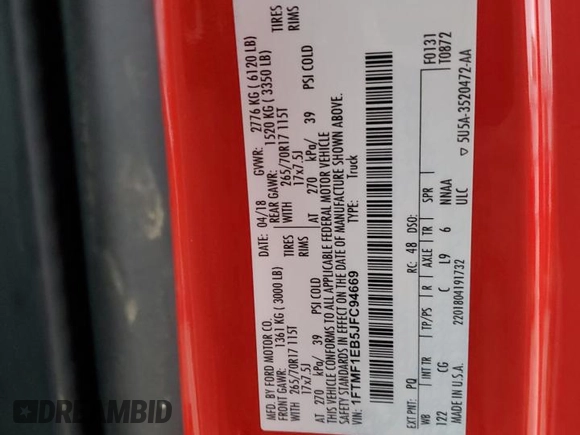 MFD. BY FORD MOTOR CO.
DATE: 04/18 GVWR: 2776 KG ( 6120 LB)
FRONT GAWR: 1361 KG ( 3000 LB) REAR GAWR: 1520 KG ( 3350 LB)
WITH 265/70R17 115T TIRES WITH 265/70R17 115T TIRES
17x7.5J RIMS 17x7.5J RIMS
AT 270 kPa/ 39 PSI COLD AT 270 kPa/ 39 PSI COLD
THIS VEHICLE CONFORMS TO ALL APPLICABLE FEDERAL MOTOR VEHICLE
SAFETY STANDARDS IN EFFECT ON THE DATE OF MANUFACTURE SHOWN ABOVE.
VIN: 1FTMF1EB5JFC94669 TYPE: Truck
F0131
T0872
EXT PNT: PQ RC: 48 DSO:
WB INT TR TP/PS R AXLE TR SPR
122 CG C L9 6 NNAA
MADE IN U.S.A. 2201804191732 ULC
5U5A-3520472-AA
DREAMBID